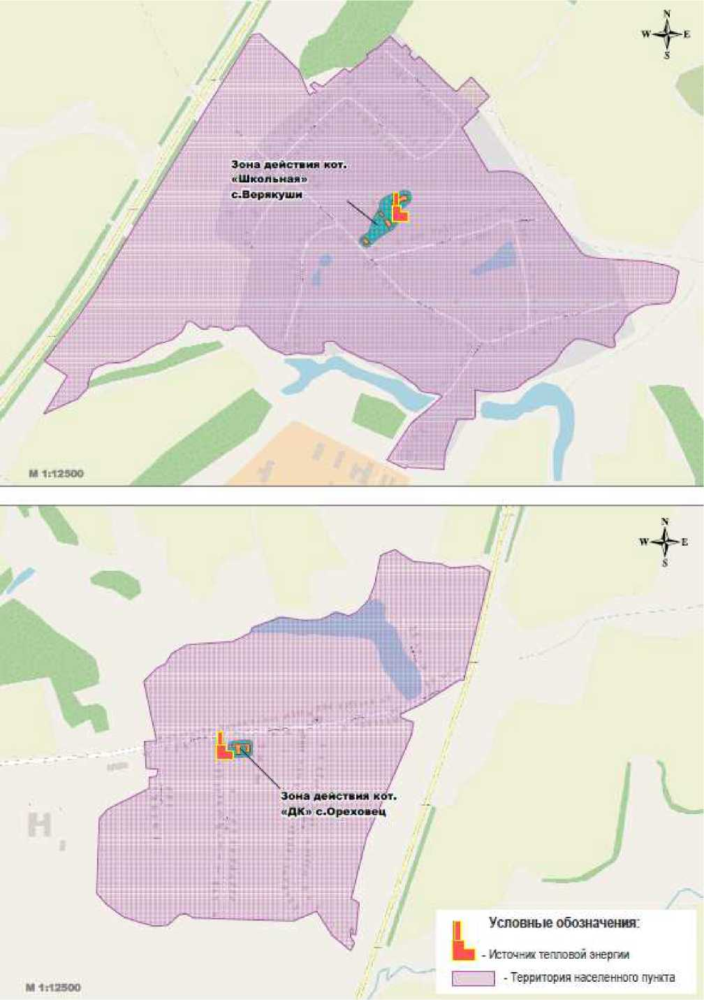 N
W E
S
Зона действия кот.
«Школьная»
с.Верякуши
М 1:12500
N
W E
S
Зона действия кот.
«ДК» с.Ореховец
Условные обозначения:
- Источник тепловой энергии
- Территория населенного пункта
М 1:12500